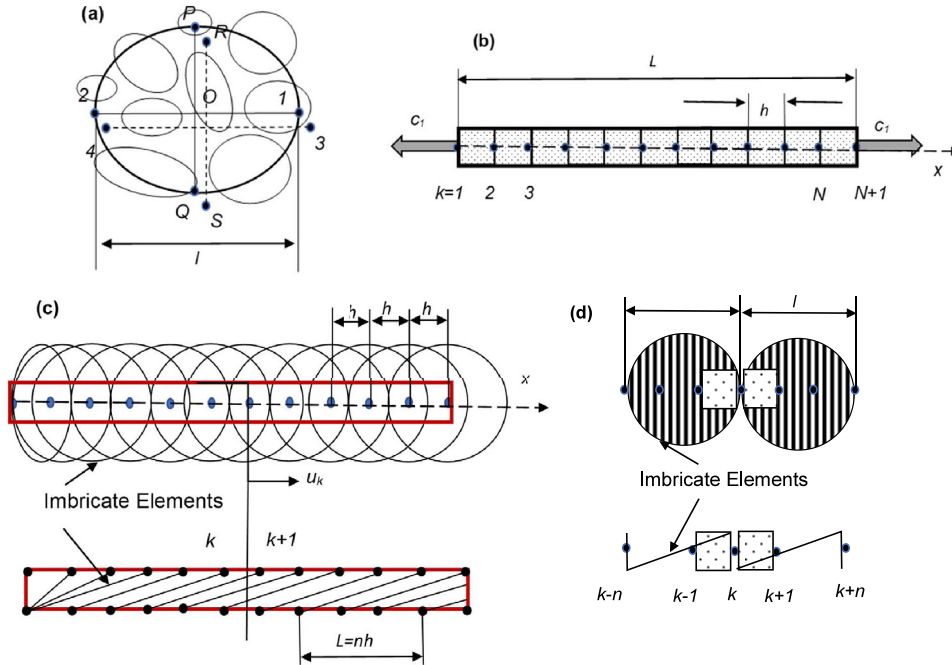 (a)
P
R
2
O
1
4
3
Q
S
l
(b)
L
h
c₁
c₁
x
k=1
2
3
N
N+1
(c)
h
h
h
x
Imbricate Elements
uₖ
k
k+1
L=nh
(d)
l
Imbricate Elements
k-n
k-1
k
k+1
k+n